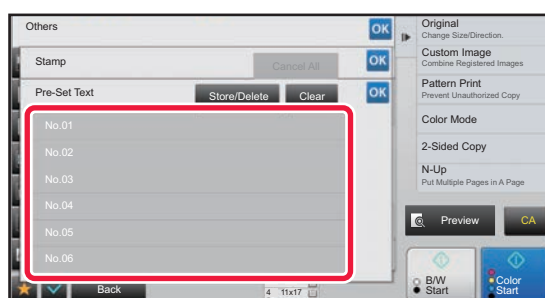 Others
OK
Stamp
Cancel All
OK
Pre-Set Text
Store/Delete
Clear
OK
No.01
No.02
No.03
No.04
No.05
No.06
Back
4 11x17
Original
Change Size/Direction.
Custom Image
Combine Registered Images
Pattern Print
Prevent Unauthorized Copy
Color Mode
2-Sided Copy
N-Up
Put Multiple Pages in A Page
Preview
CA
B/W
Start
Color
Start